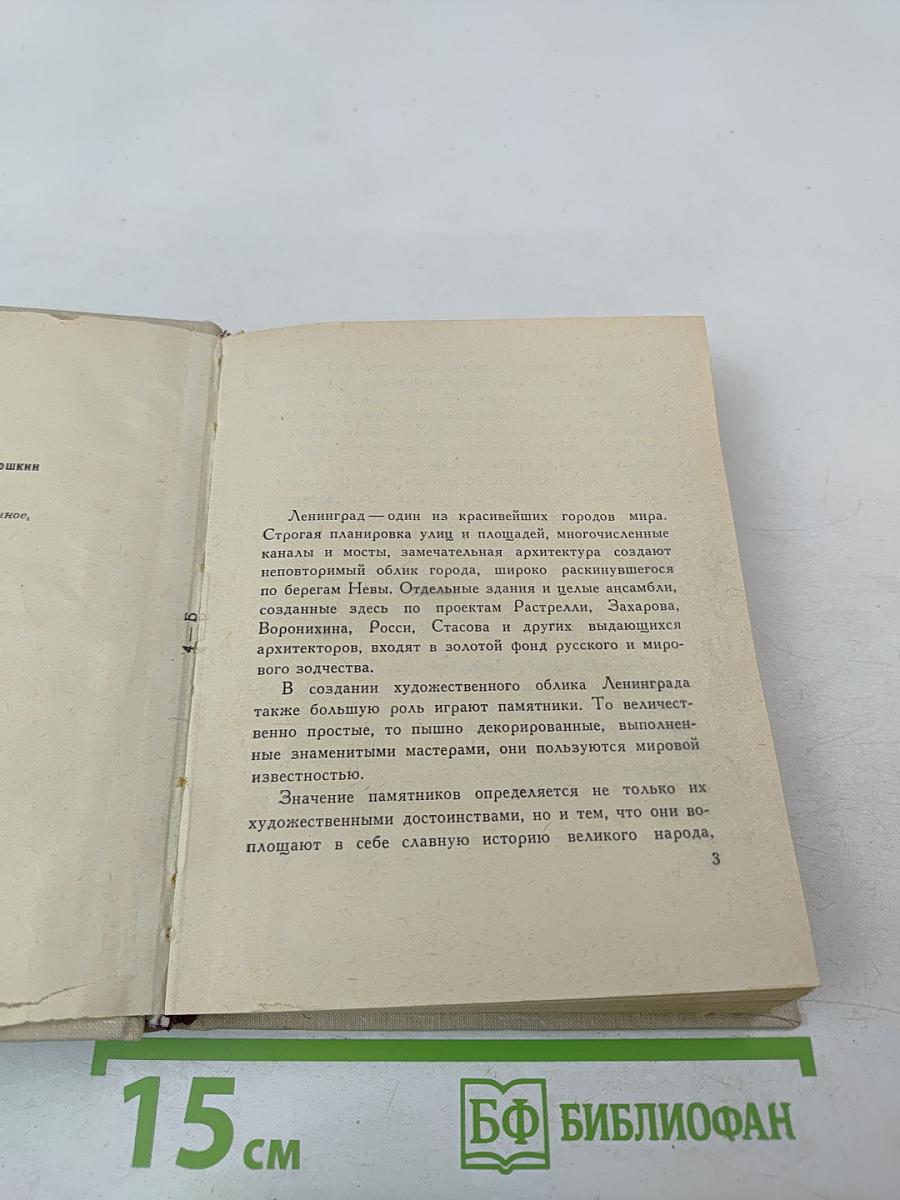 4—Б
Ленинград — один из красивейших городов мира.
Строгая планировка улиц и площадей, многочисленные
каналы и мосты, замечательная архитектура создают
неповторимый облик города, широко раскинувшегося
по берегам Невы. Отдельные здания и целые ансамбли,
созданные здесь по проектам Растрелли, Захарова,
Воронихина, Росси, Стасова и других выдающихся
архитекторов, входят в золотой фонд русского и миро-
вого зодчества.
В создании художественного облика Ленинграда
также большую роль играют памятники. То величест-
венно простые, то пышно декорированные, выполнен-
ные знаменитыми мастерами, они пользуются мировой
известностью.
Значение памятников определяется не только их
художественными достоинствами, но и тем, что они во-
площают в себе славную историю великого народа,
3
15 см
БФ БИБЛИОФАН